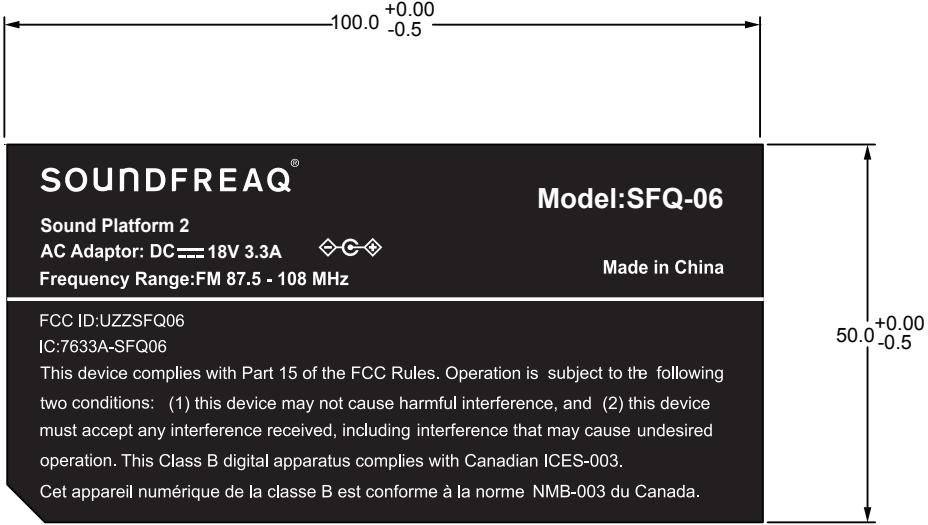 100.0 +0.00 -0.5
SOUNDFREAQ®
Model:SFQ-06
Sound Platform 2
AC Adaptor: DC 18V 3.3A
Made in China
Frequency Range:FM 87.5 - 108 MHz
50.0 +0.00 -0.5
FCC ID:UZZSFQ06
IC:7633A-SFQ06
This device complies with Part 15 of the FCC Rules. Operation is subject to the following
two conditions: (1) this device may not cause harmful interference, and (2) this device
must accept any interference received, including interference that may cause undesired
operation. This Class B digital apparatus complies with Canadian ICES-003.
Cet appareil numérique de la classe B est conforme à la norme NMB-003 du Canada.